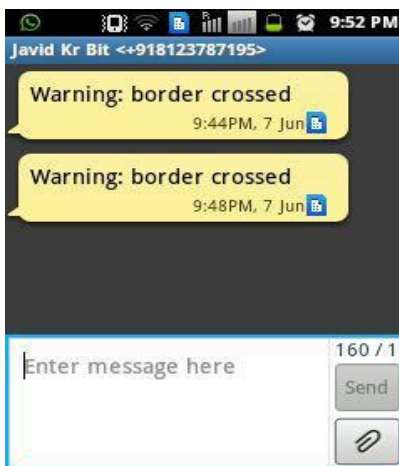 9:52 PM
Javid Kr Bit <+918123787195>
Warning: border crossed
9:44PM, 7 Jun
Warning: border crossed
9:48PM, 7 Jun
160 / 1
Enter message here
Send